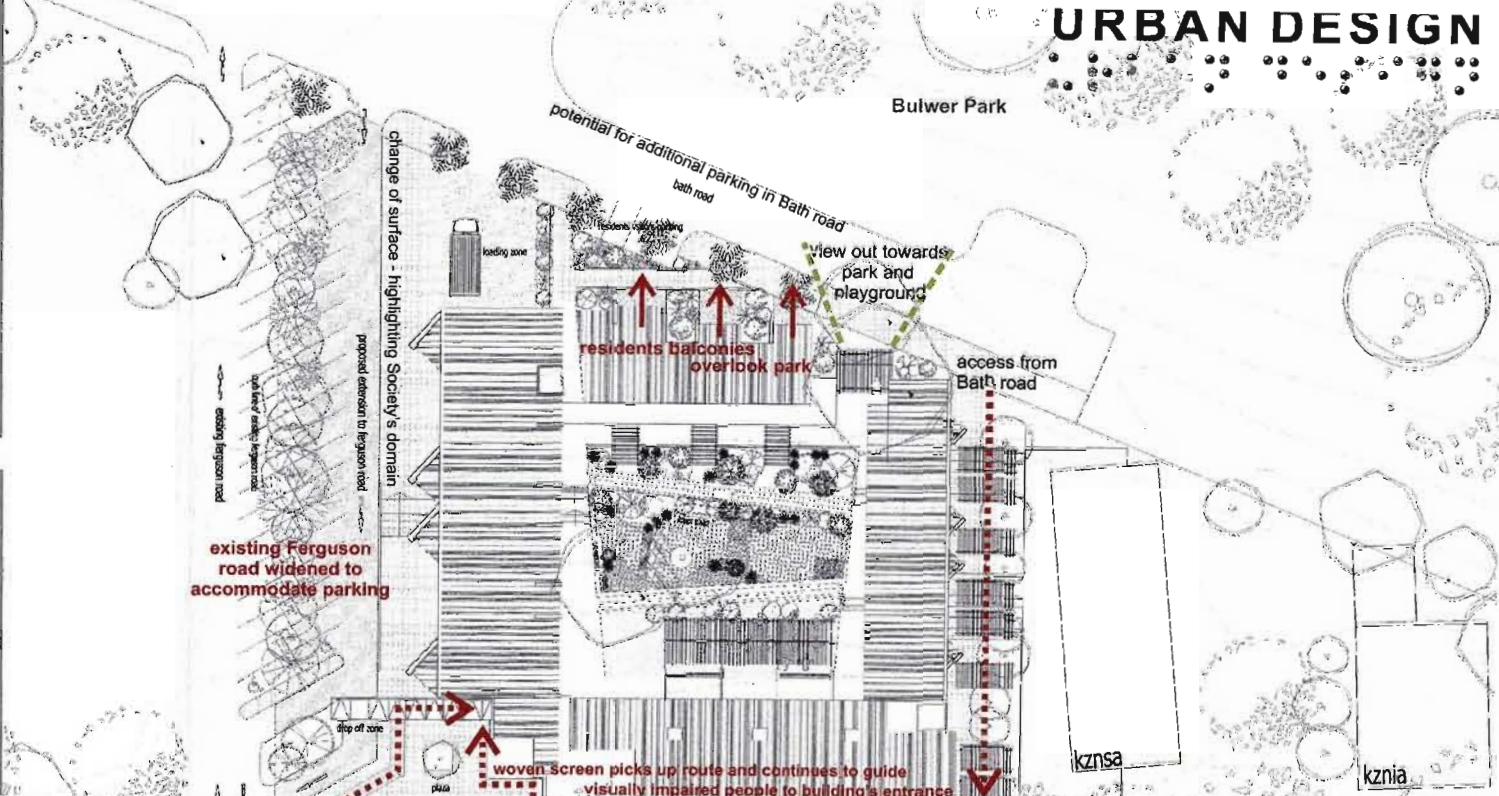 URBAN DESIGN
Bulwer Park
potential for additional parking in Bath road
bath road
residents visitors parking
loading zone
view out towards
park and
playground
residents balconies
overlook park
access from
Bath road
change of surface - highlighting Society's domain
proposed extension to ferguson road
existing ferguson road
existing Ferguson
road widened to
accommodate parking
drop off zone
plaza
woven screen picks up route and continues to guide
visually impaired people to building's entrance
kznsa
kznia